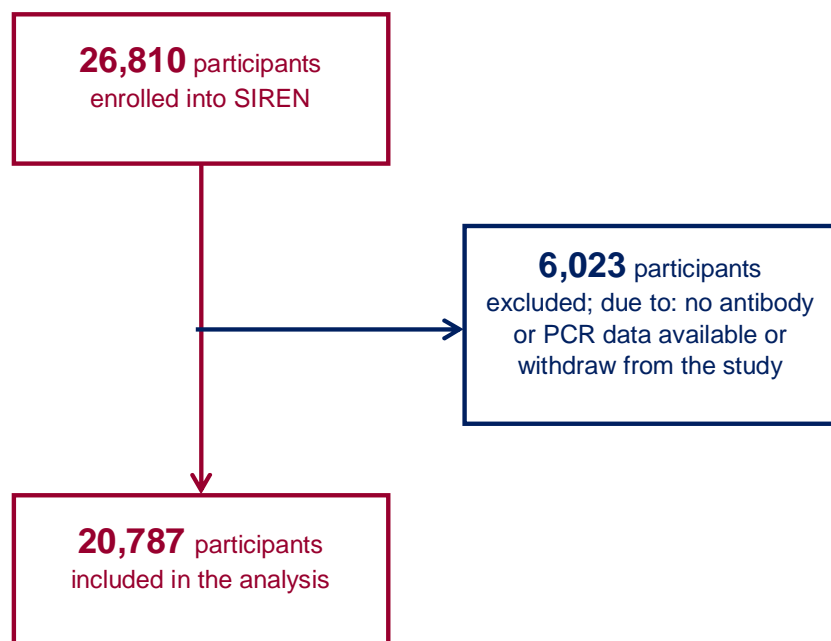 26,810 participants
enrolled into SIREN
6,023 participants
excluded; due to: no antibody
or PCR data available or
withdraw from the study
20,787 participants
included in the analysis